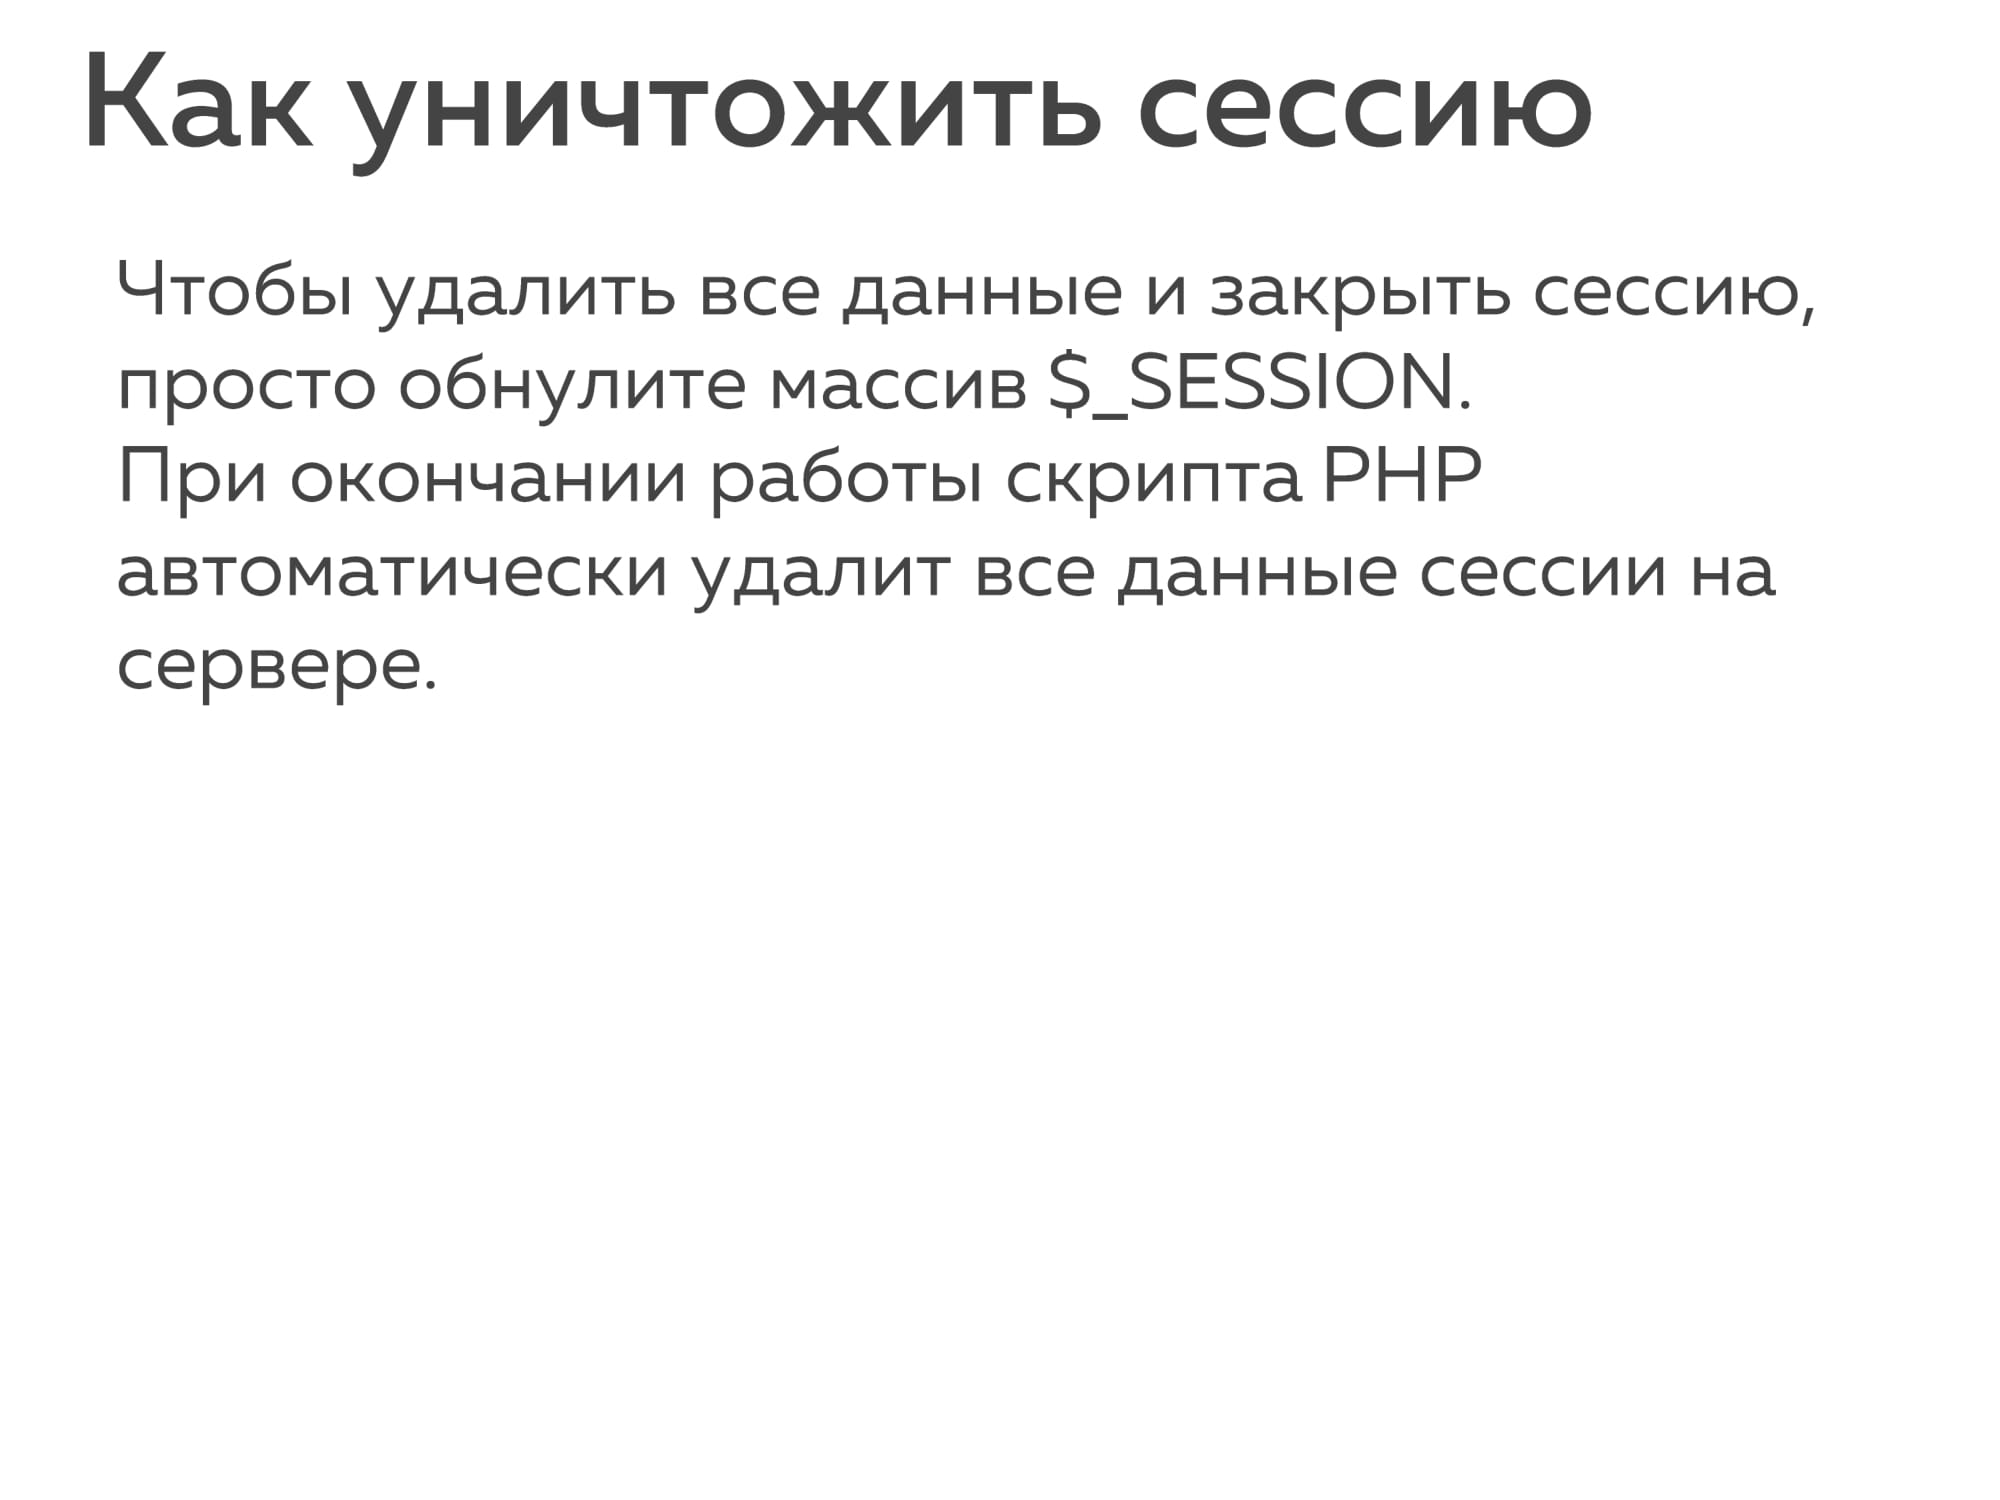 Как уничтожить сессию
Чтобы удалить все данные и закрыть сессию,
просто обнулите массив $_SESSION.
При окончании работы скрипта PHP
автоматически удалит все данные сессии на
сервере.